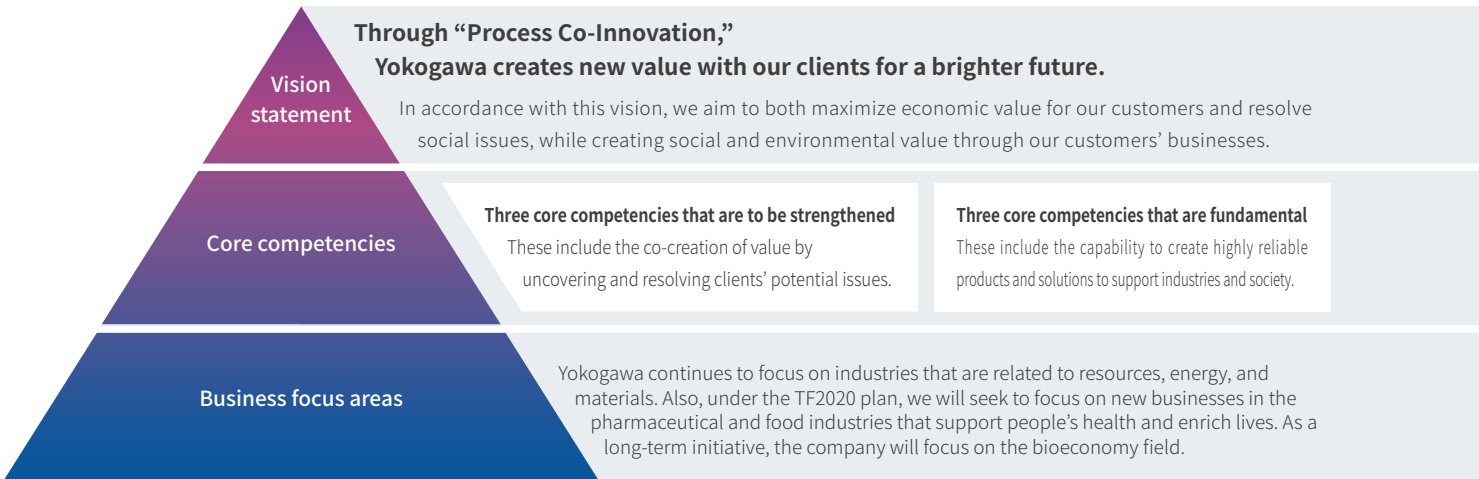 Vision
statement
Through “Process Co-Innovation,”
Yokogawa creates new value with our clients for a brighter future.
In accordance with this vision, we aim to both maximize economic value for our customers and resolve
social issues, while creating social and environmental value through our customers’ businesses.
Core competencies
Three core competencies that are to be strengthened
These include the co-creation of value by
uncovering and resolving clients’ potential issues.
Three core competencies that are fundamental
These include the capability to create highly reliable
products and solutions to support industries and society.
Business focus areas
Yokogawa continues to focus on industries that are related to resources, energy, and
materials. Also, under the TF2020 plan, we will seek to focus on new businesses in the
pharmaceutical and food industries that support people’s health and enrich lives. As a
long-term initiative, the company will focus on the bioeconomy field.